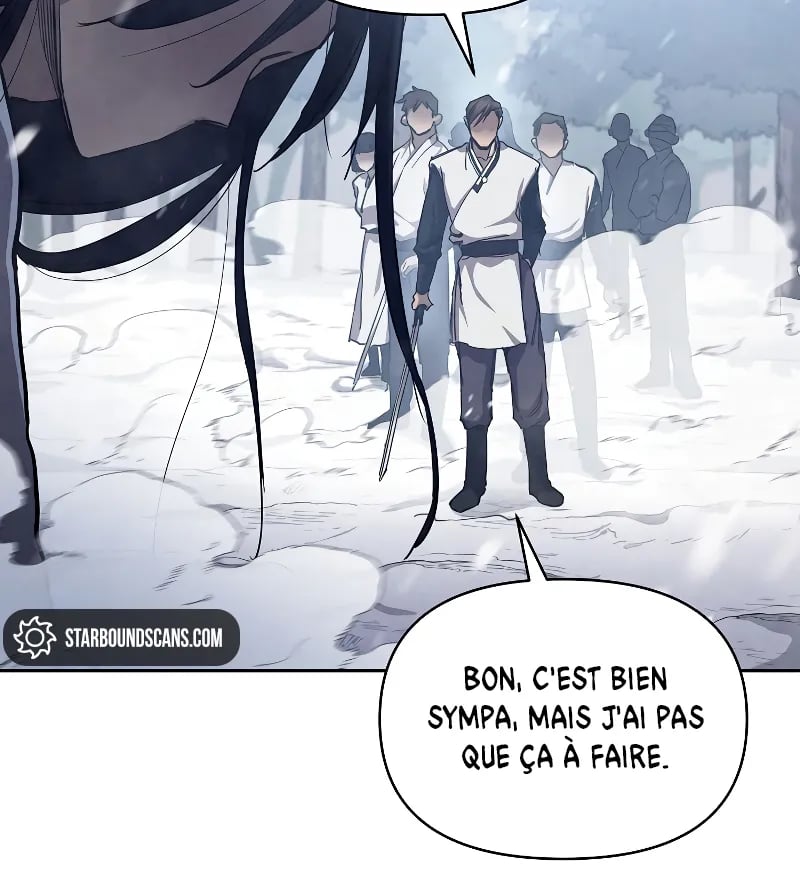 STARBOUNDSCANS.COM
BON, C'EST BIEN
SYMPA, MAIS J'AI PAS
QUE ÇA À FAIRE.